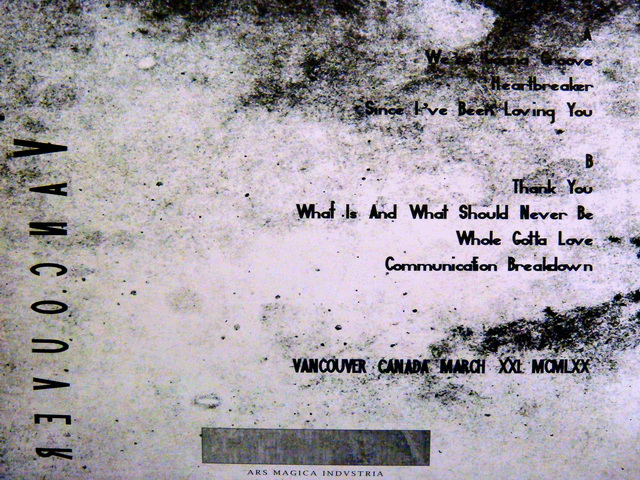 VANCOUVER
A
We're Gonna Groove
Heartbreaker
Since I've Been Loving You
B
Thank You
What Is And What Should Never Be
Whole Gotta Love
Communication Breakdown
VANCOUVER CANADA MARCH XXI. MCMLXX
ARS MAGICA INDVSTRIA